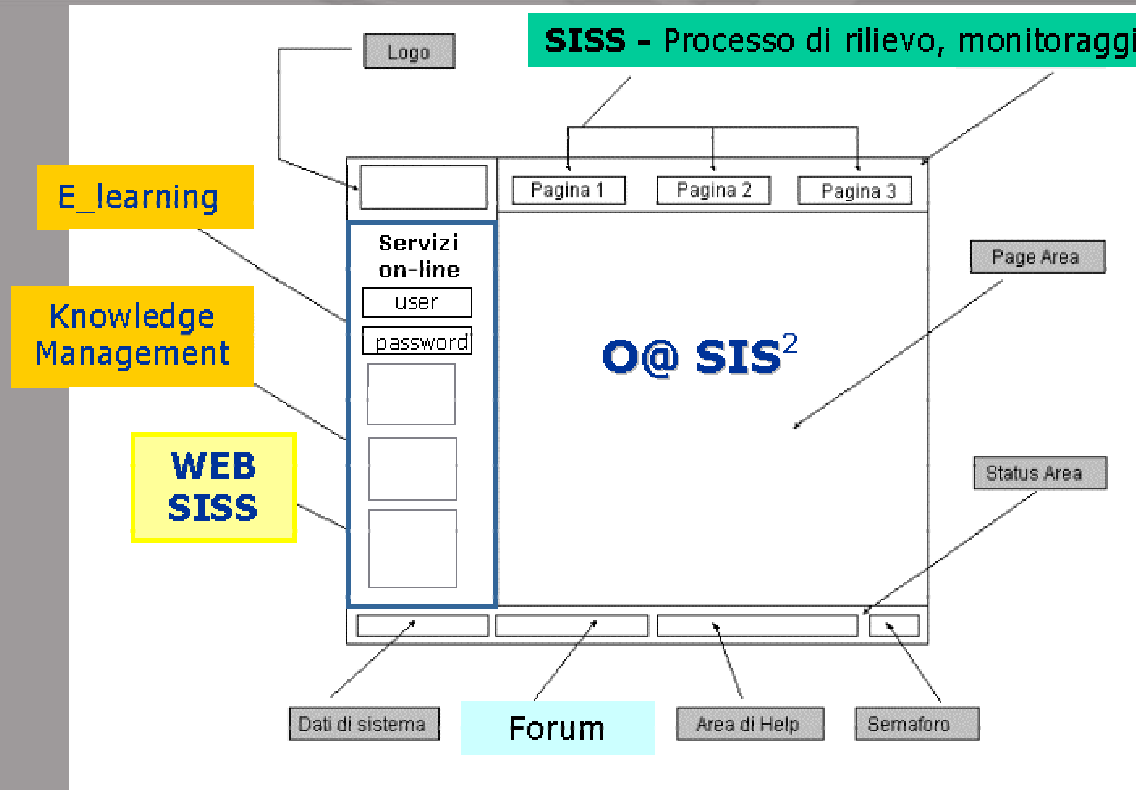 Logo
SISS - Processo di rilievo, monitoraggi
E_learning
Pagina 1
Pagina 2
Pagina 3
Servizi
on-line
user
password
Page Area
Knowledge
Management
O@ SIS²
WEB
SISS
Status Area
Dati di sistema
Forum
Area di Help
Semaforo